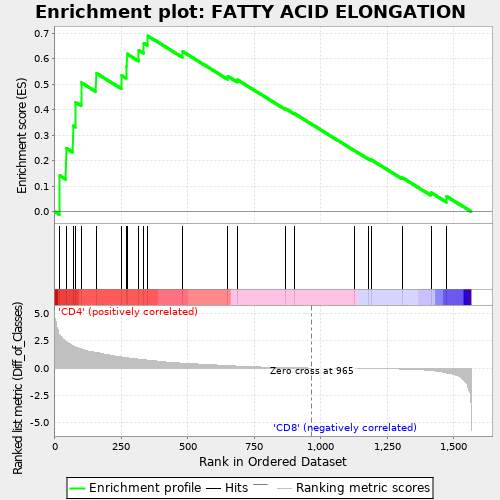 Enrichment plot: FATTY ACID ELONGATION
Enrichment score (ES)
0.7
0.6
0.5
0.4
0.3
0.2
0.1
0.0
'CD4' (positively correlated)
Ranked list metric (Diff_of_Classes)
5.0
2.5
0.0
-2.5
-5.0
Zero cross at 965
'CD8' (negatively correlated)
0 250 500 750 1,000 1,250 1,500
Rank in Ordered Dataset
Enrichment profile Hits Ranking metric scores